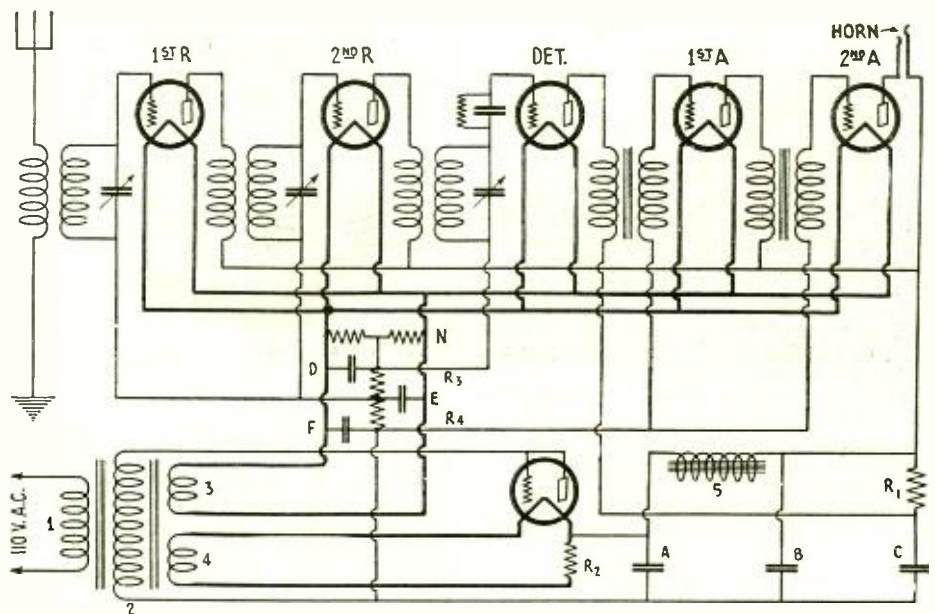 HORN→
1ST R
2ND R
DET.
1ST A
2ND A
N
D
R3
E
F
R4
110 V. A.C.
1
2
3
4
5
R1
R2
A
B
C